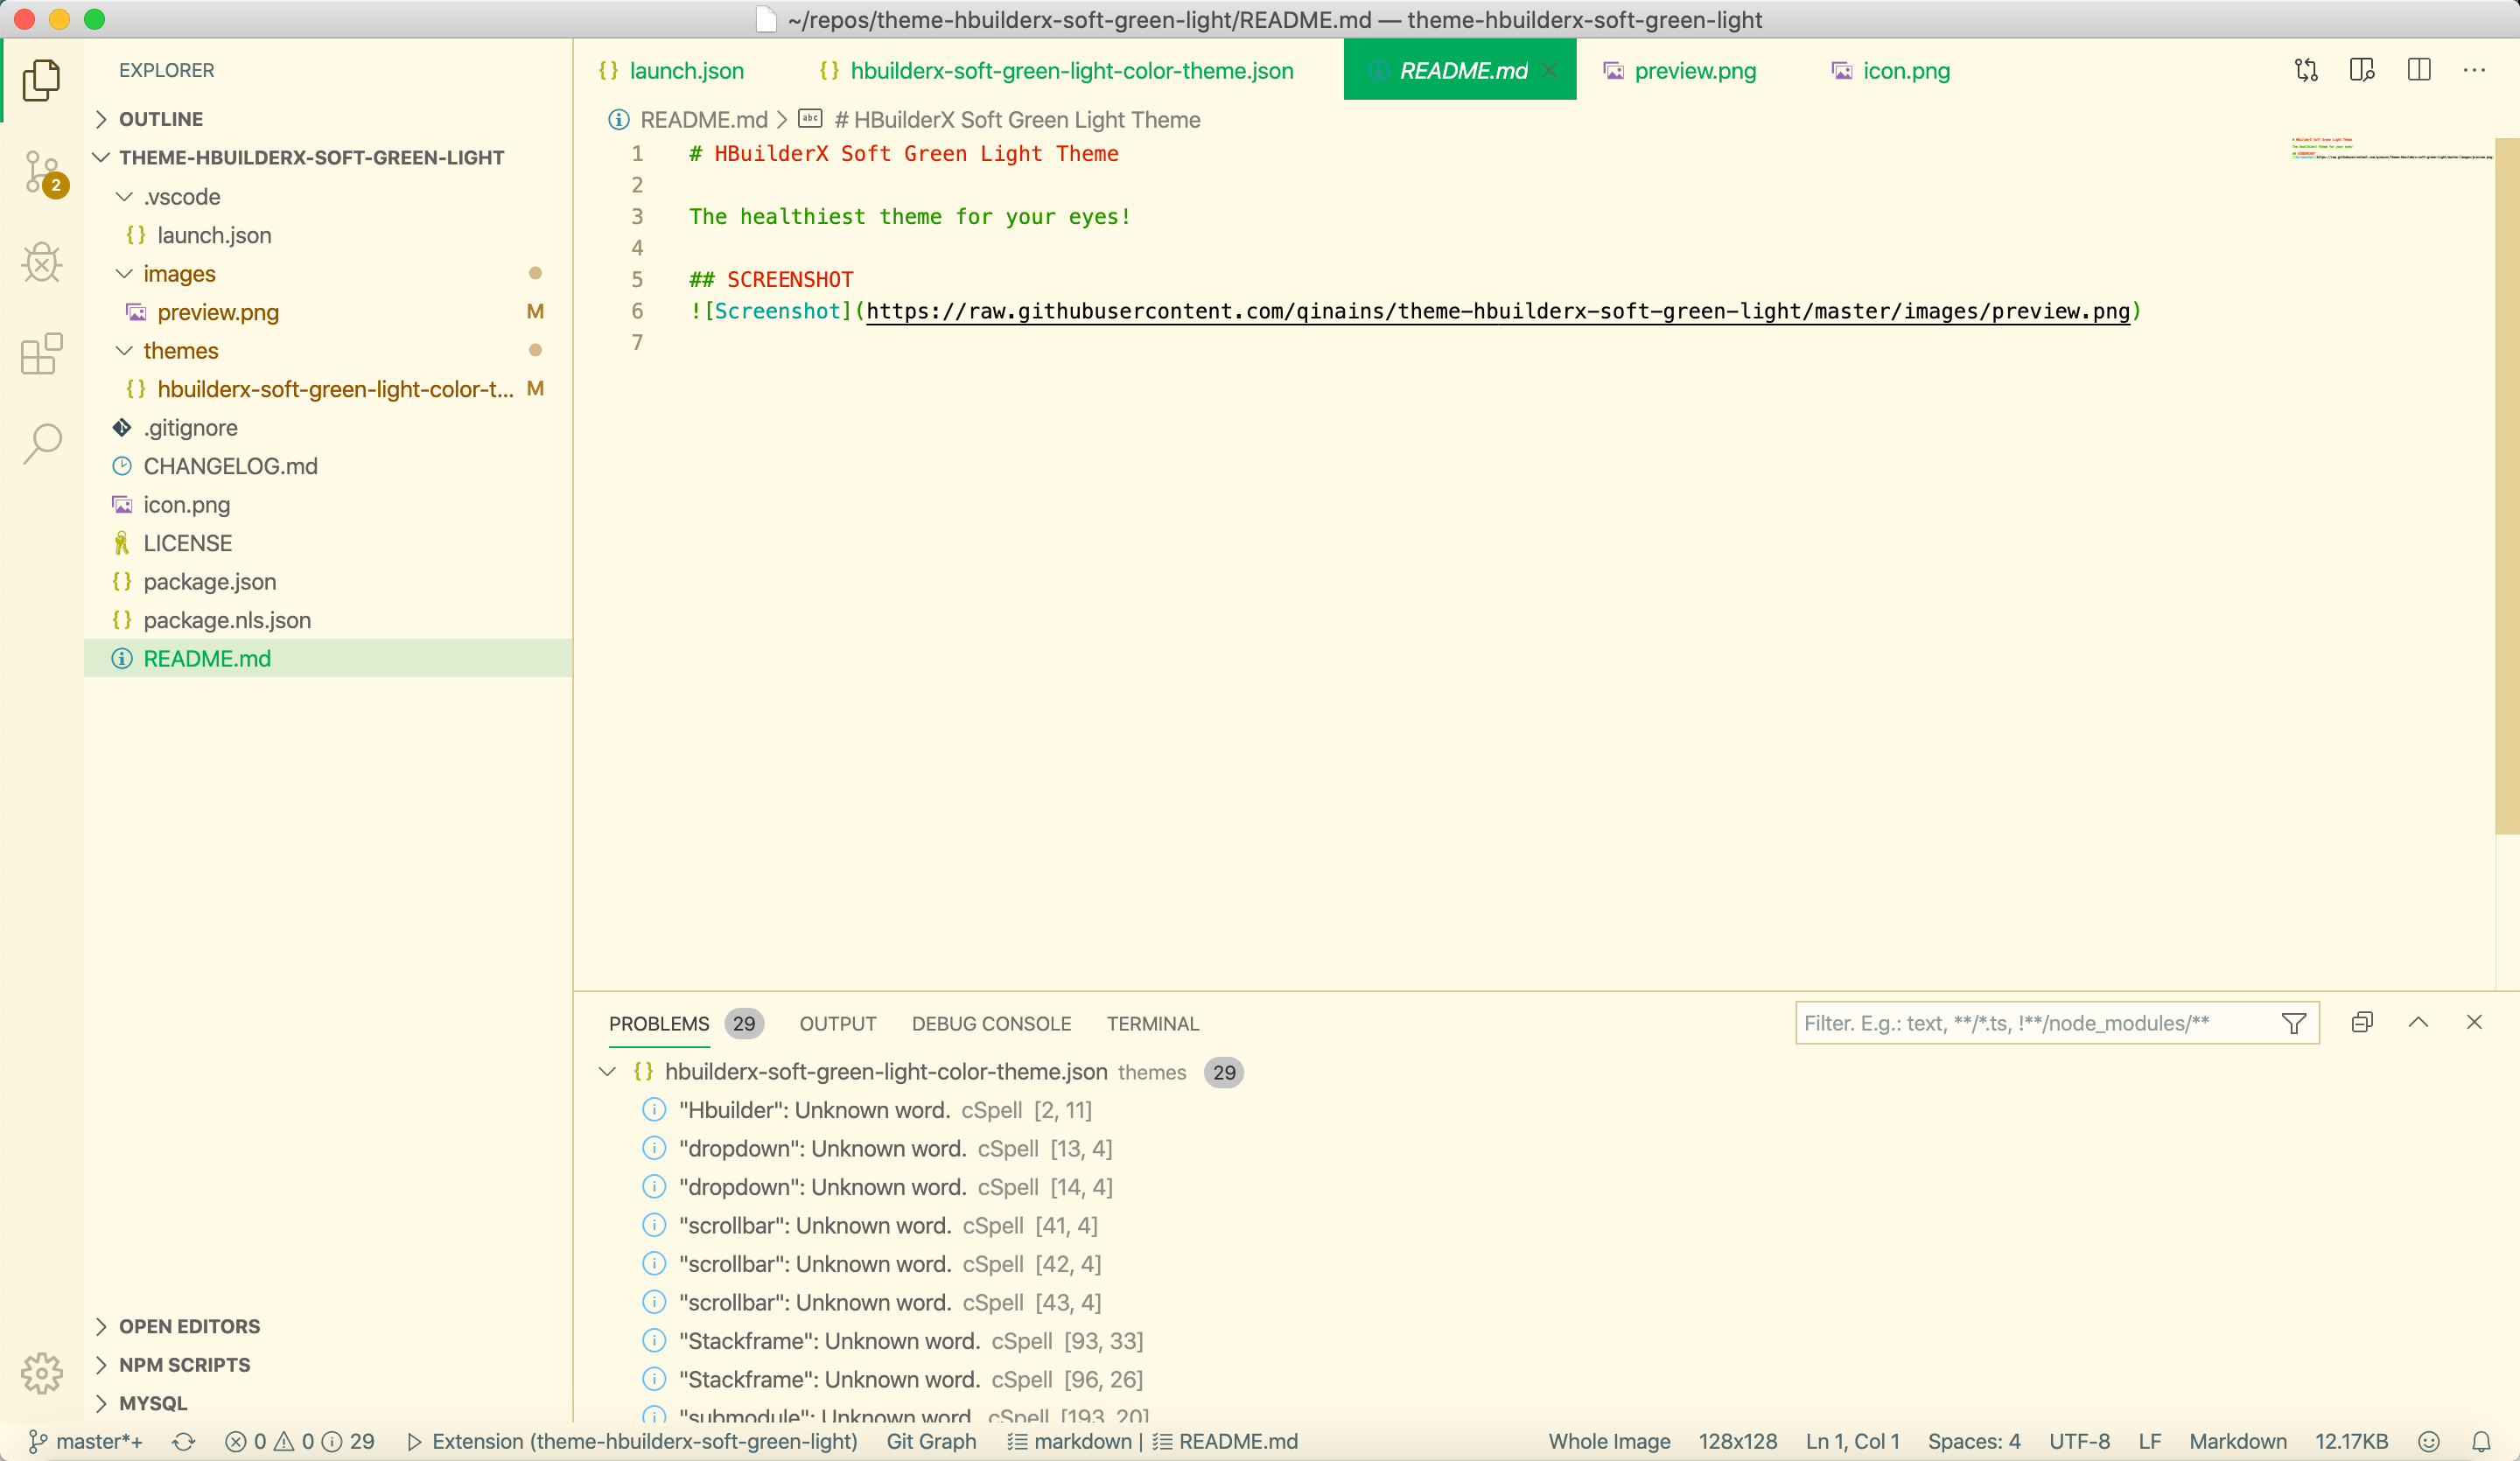 ~/repos/theme-hbuilderx-soft-green-light/README.md — theme-hbuilderx-soft-green-light
EXPLORER
OUTLINE
THEME-HBUILDERX-SOFT-GREEN-LIGHT
.vscode
launch.json
images
preview.png M
themes
hbuilderx-soft-green-light-color-t... M
.gitignore
CHANGELOG.md
icon.png
LICENSE
package.json
package.nls.json
README.md
OPEN EDITORS
NPM SCRIPTS
MYSQL
2
launch.json
hbuilderx-soft-green-light-color-theme.json
README.md
preview.png
icon.png
README.md > # HBuilderX Soft Green Light Theme
1 # HBuilderX Soft Green Light Theme
2
3 The healthiest theme for your eyes!
4
5 ## SCREENSHOT
6 ![Screenshot](https://raw.githubusercontent.com/qinains/theme-hbuilderx-soft-green-light/master/images/preview.png)
7
PROBLEMS 29 OUTPUT DEBUG CONSOLE TERMINAL
Filter. E.g.: text, **/*.ts, !**/node_modules/**
hbuilderx-soft-green-light-color-theme.json themes 29
"Hbuilder": Unknown word. cSpell [2, 11]
"dropdown": Unknown word. cSpell [13, 4]
"dropdown": Unknown word. cSpell [14, 4]
"scrollbar": Unknown word. cSpell [41, 4]
"scrollbar": Unknown word. cSpell [42, 4]
"scrollbar": Unknown word. cSpell [43, 4]
"Stackframe": Unknown word. cSpell [93, 33]
"Stackframe": Unknown word. cSpell [96, 26]
"submodule": Unknown word. cSpell [193, 20]
master*+ 0 0 29 Extension (theme-hbuilderx-soft-green-light) Git Graph markdown | README.md Whole Image 128x128 Ln 1, Col 1 Spaces: 4 UTF-8 LF Markdown 12.17KB